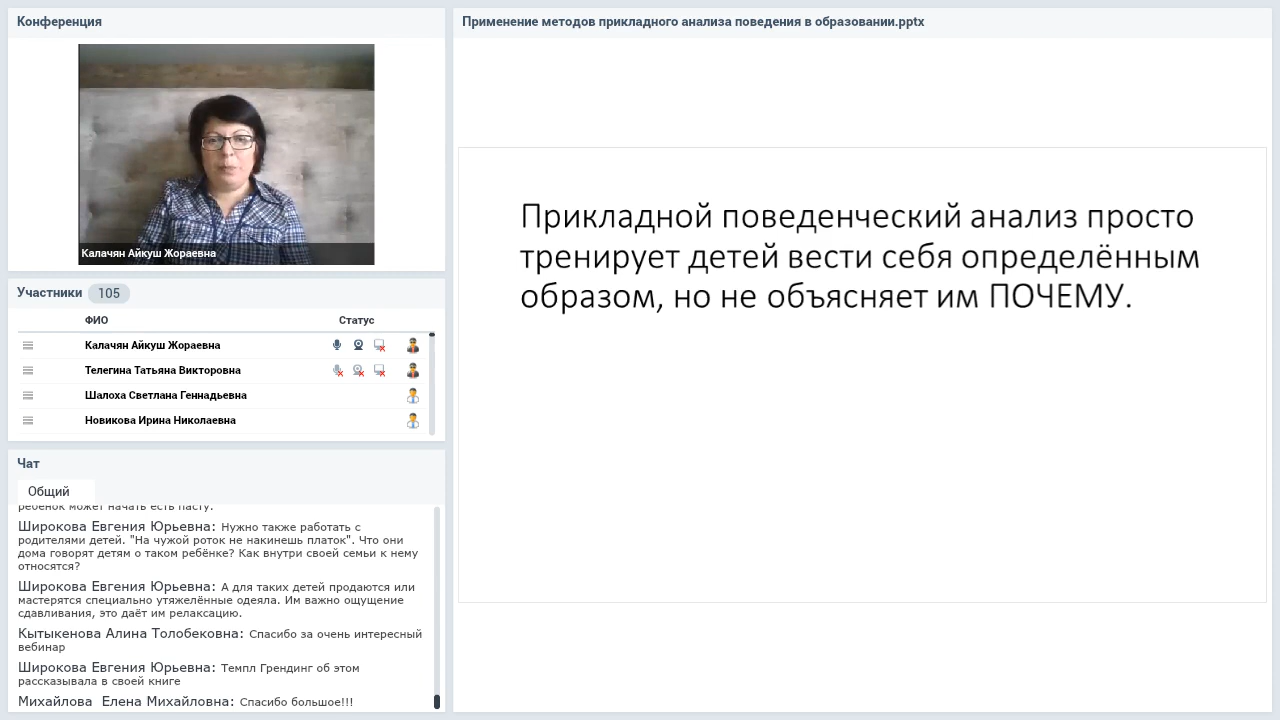 Конференция
Калачян Айкуш Жораевна
Участники 105
ФИО Статус
Калачян Айкуш Жораевна
Телегина Татьяна Викторовна
Шалоха Светлана Геннадьевна
Новикова Ирина Николаевна
Чат
Общий
ребенок может начать есть пасту.
Широкова Евгения Юрьевна: Нужно также работать с
родителями детей. "На чужой роток не накинешь платок". Что они
дома говорят детям о таком ребёнке? Как внутри своей семьи к нему
относятся?
Широкова Евгения Юрьевна: А для таких детей продаются или
мастерятся специально утяжелённые одеяла. Им важно ощущение
сдавливания, это даёт им релаксацию.
Кытыкенова Алина Толобековна: Спасибо за очень интересный
вебинар
Широкова Евгения Юрьевна: Темпл Грендинг об этом
рассказывала в своей книге
Михайлова Елена Михайловна: Спасибо большое!!!
Применение методов прикладного анализа поведения в образовании.pptx
Прикладной поведенческий анализ просто
тренирует детей вести себя определённым
образом, но не объясняет им ПОЧЕМУ.